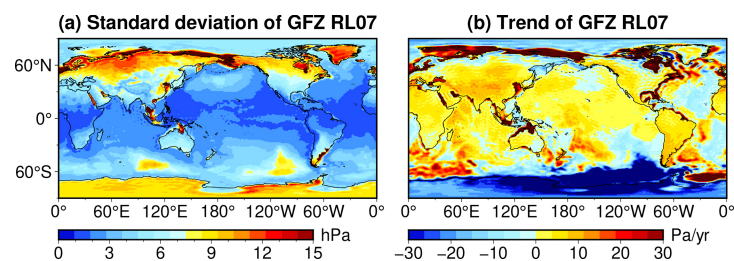 (a) Standard deviation of GFZ RL07
(b) Trend of GFZ RL07
60°N
0°
60°S
0° 60°E 120°E 180° 120°W 60°W 0°
0° 60°E 120°E 180° 120°W 60°W 0°
hPa
0 3 6 9 12 15
Pa/yr
−30 −20 −10 0 10 20 30